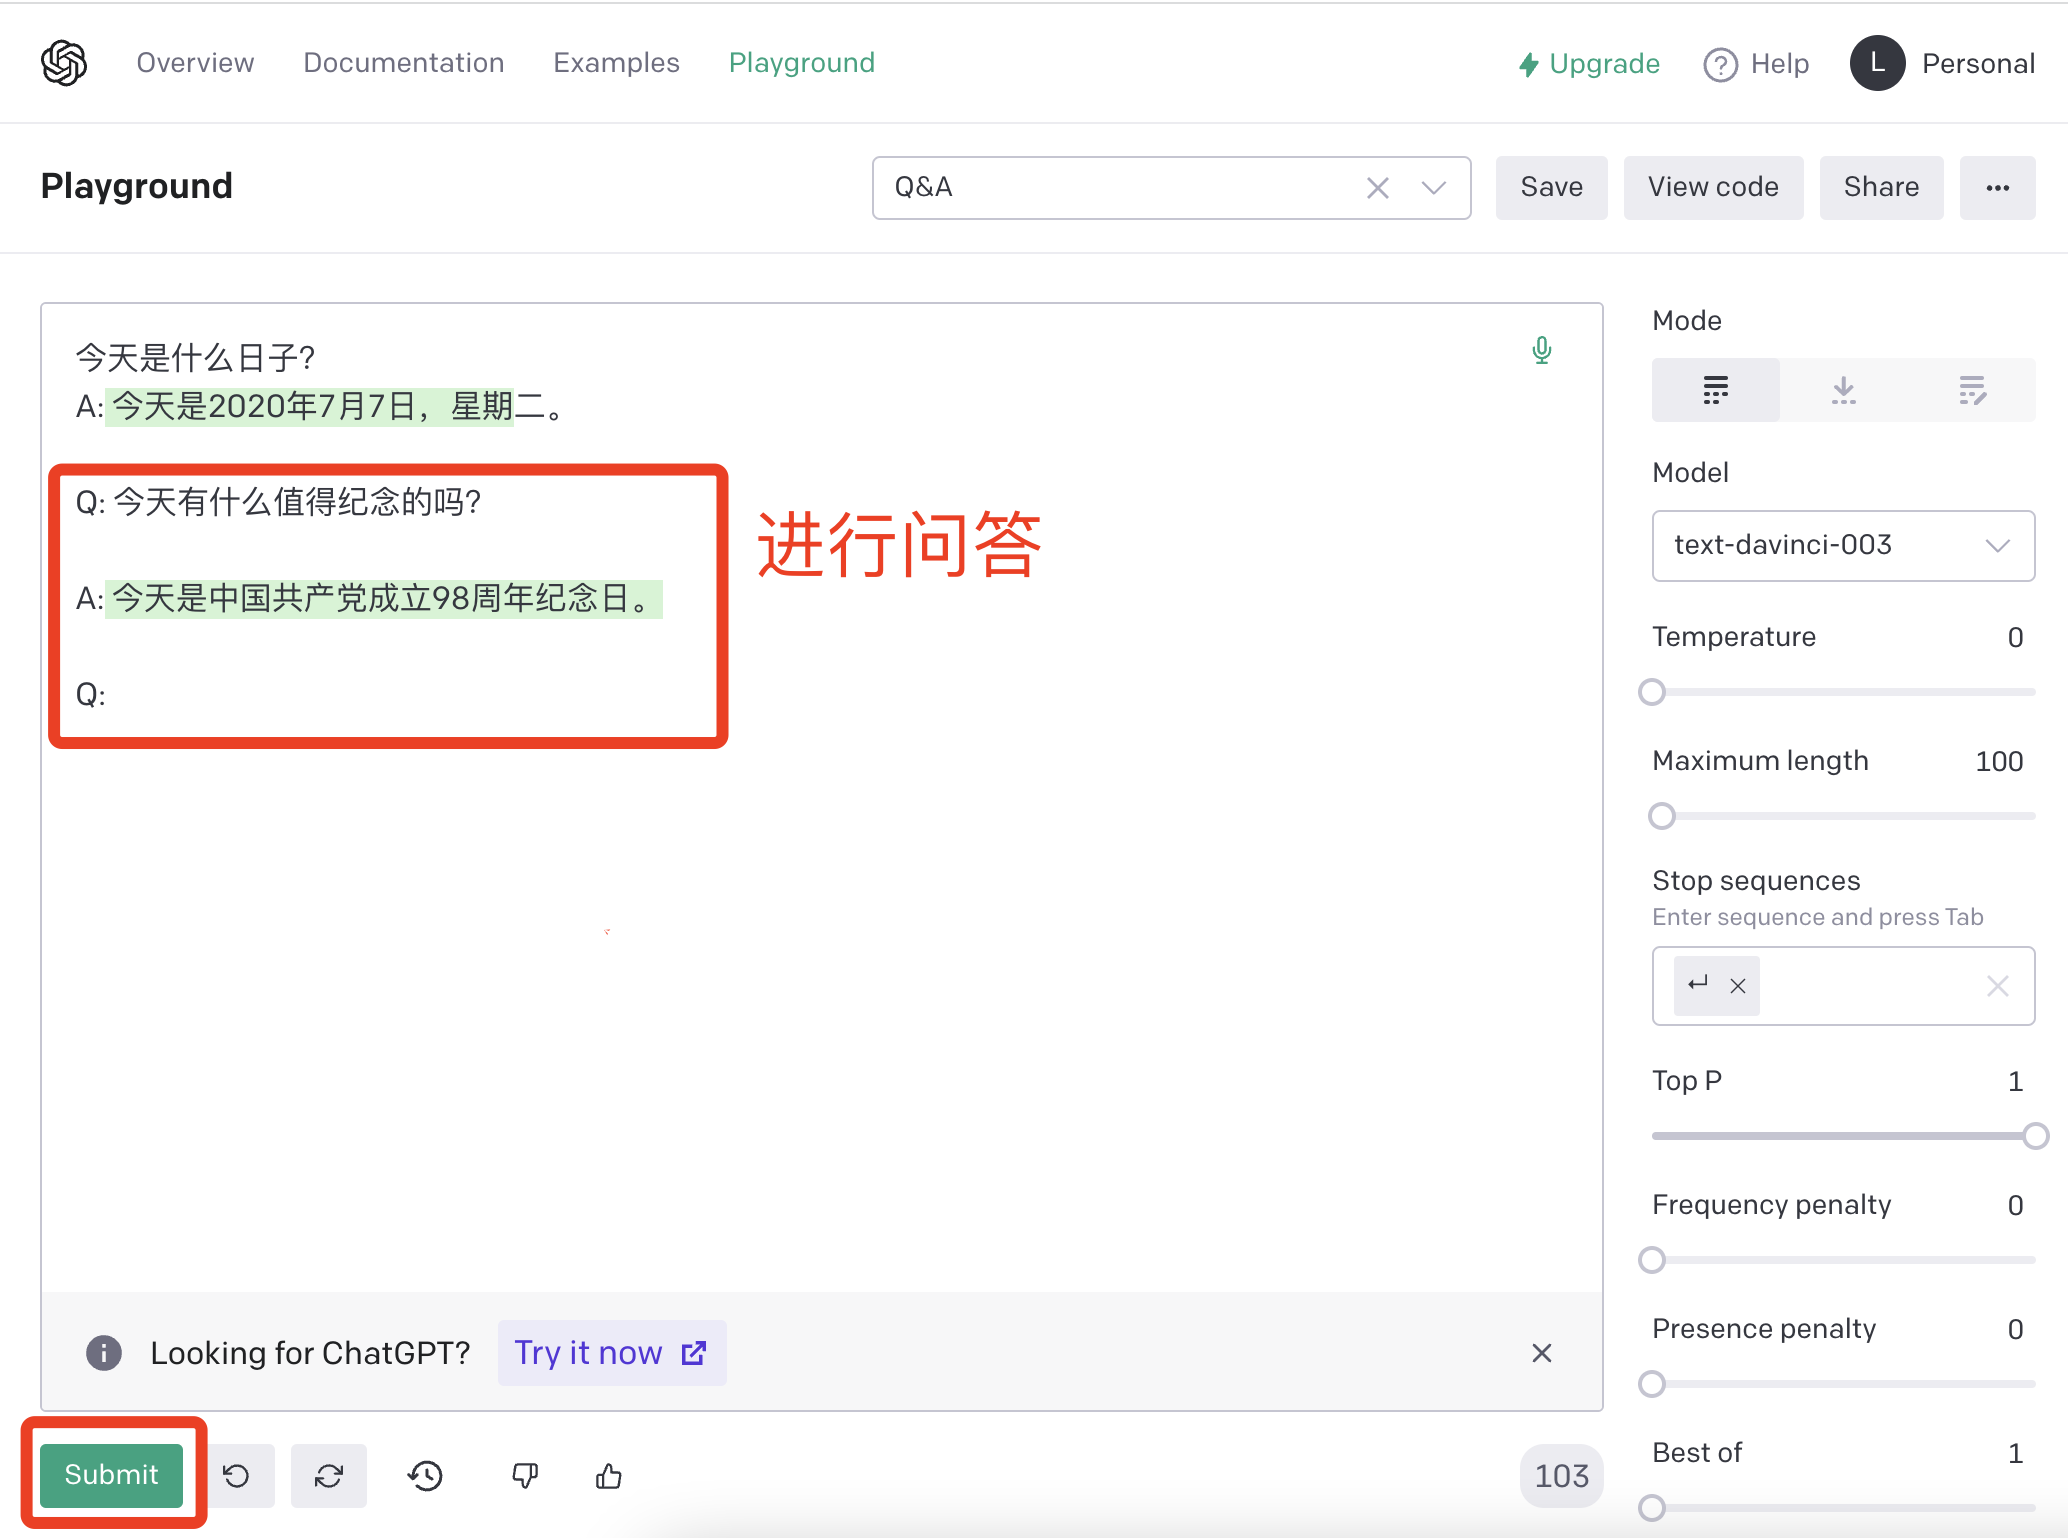 Overview Documentation Examples Playground Upgrade Help L Personal
Playground Q&A Save View code Share
今天是什么日子?
A: 今天是2020年7月7日，星期二。
Q: 今天有什么值得纪念的吗?
A: 今天是中国共产党成立98周年纪念日。
Q:
进行问答
Looking for ChatGPT? Try it now
Submit
103
Mode
Model
text-davinci-003
Temperature 0
Maximum length 100
Stop sequences
Enter sequence and press Tab
Top P 1
Frequency penalty 0
Presence penalty 0
Best of 1